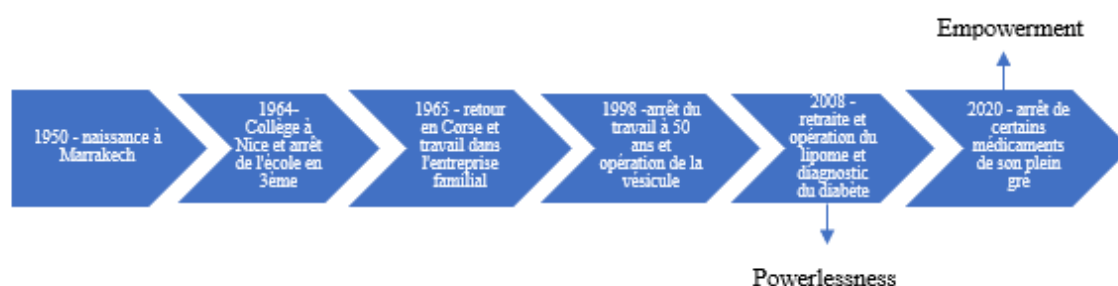 Empowerment
1950 - naissance à
Marrakech
1964–
Collège à
Nice et arrêt
de l'école en
3ème
1965 - retour
en Corse et
travail dans
l'entreprise
familial
1998 -arrêt du
travail à 50
ans et
opération de la
vésicule
2008 -
retraite et
opération du
lipome et
diagnostic
du diabète
2020 - arrêt de
certains
médicaments
de son plein
gré
Powerlessness